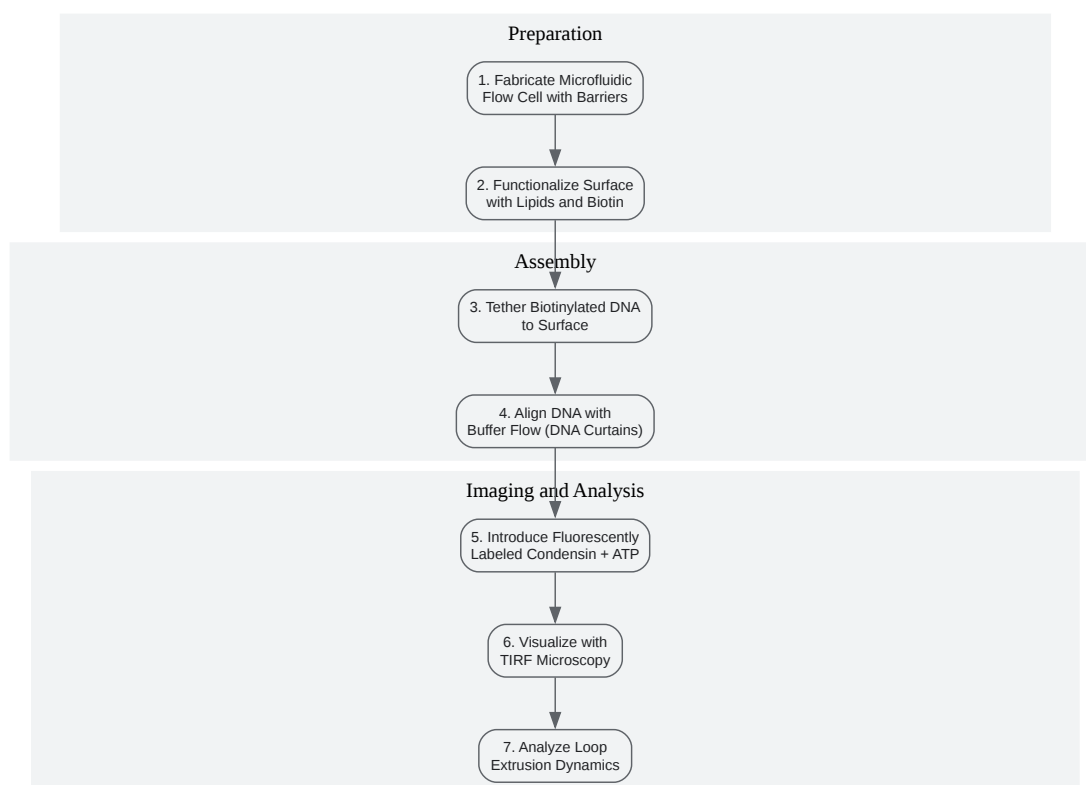 Preparation
1. Fabricate Microfluidic
Flow Cell with Barriers
2. Functionalize Surface
with Lipids and Biotin
Assembly
3. Tether Biotinylated DNA
to Surface
4. Align DNA with
Buffer Flow (DNA Curtains)
Imaging and Analysis
5. Introduce Fluorescently
Labeled Condensin + ATP
6. Visualize with
TIRF Microscopy
7. Analyze Loop
Extrusion Dynamics